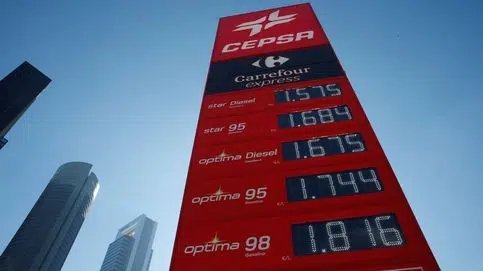 CEPSA
Carrefour
express
star Diesel 1.575
star 95 1.684
optima Diesel 1.675
optima 95 1.744
optima 98 1.816